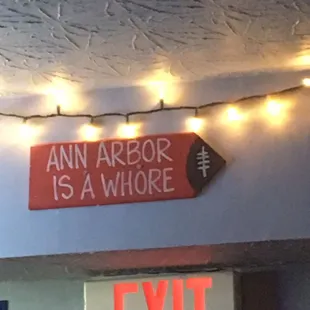 ANN ARBOR
IS A WHORE
EXIT